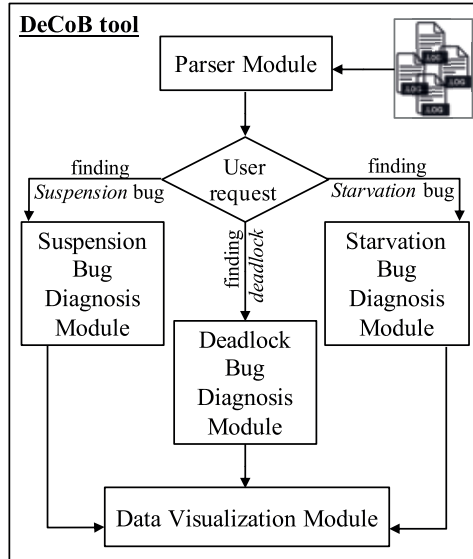 DeCoB tool
Parser Module
LOG
LOG
LOG
LOG
User
request
finding
Suspension bug
finding
deadlock
finding
Starvation bug
Suspension
Bug
Diagnosis
Module
Deadlock
Bug
Diagnosis
Module
Starvation
Bug
Diagnosis
Module
Data Visualization Module